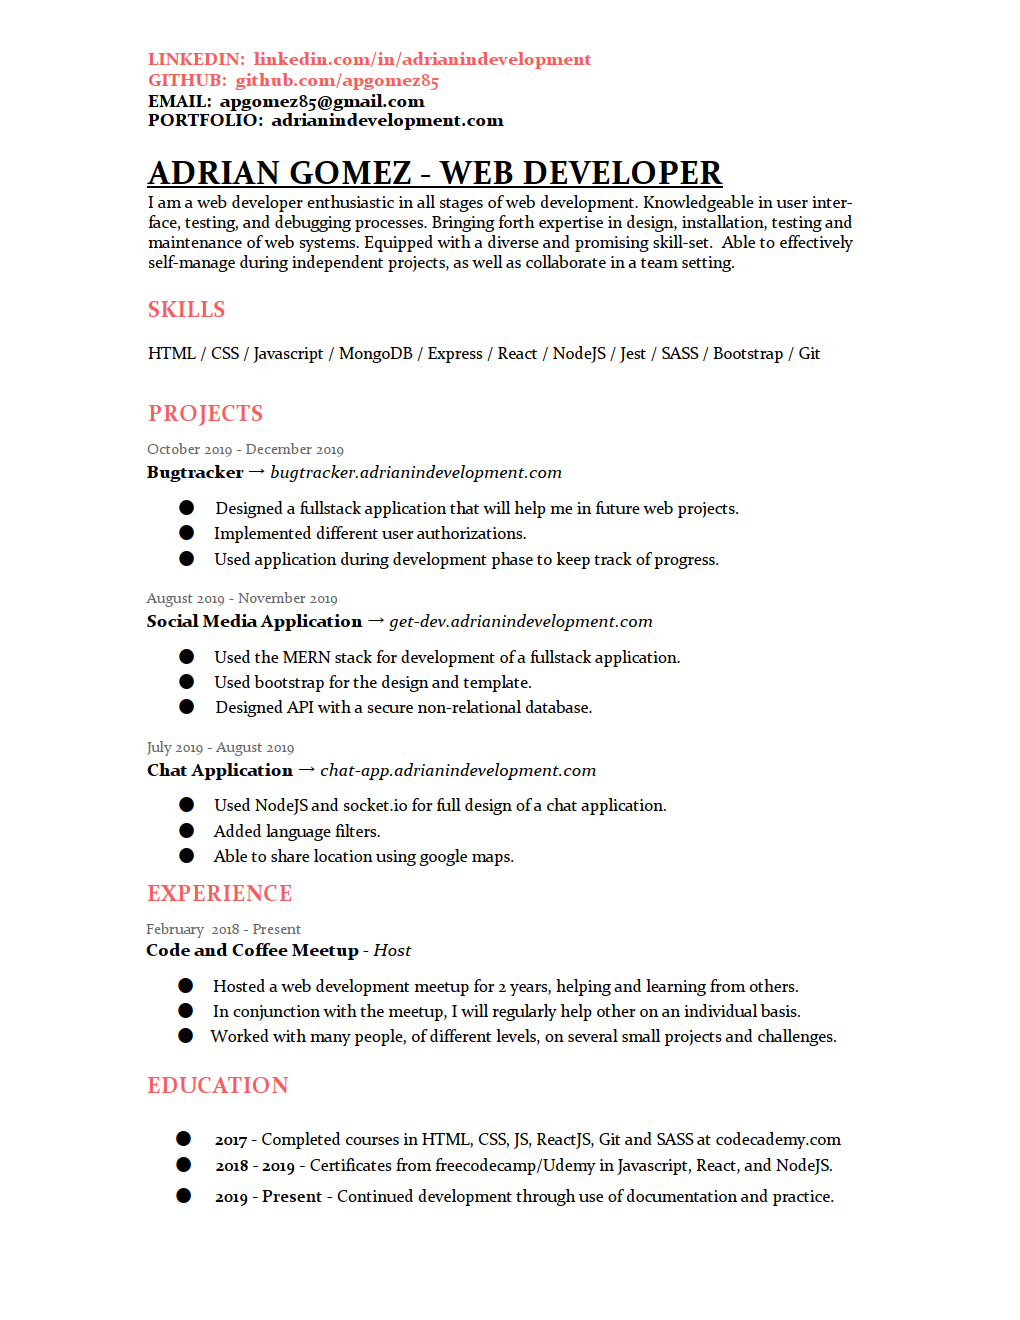 LINKEDIN: linkedin.com/in/adrianindevelopment
GITHUB: github.com/apgomez85
EMAIL: apgomez85@gmail.com
PORTFOLIO: adrianindevelopment.com
ADRIAN GOMEZ - WEB DEVELOPER
I am a web developer enthusiastic in all stages of web development. Knowledgeable in user inter-
face, testing, and debugging processes. Bringing forth expertise in design, installation, testing and
maintenance of web systems. Equipped with a diverse and promising skill-set. Able to effectively
self-manage during independent projects, as well as collaborate in a team setting.
SKILLS
HTML / CSS / Javascript / MongoDB / Express / React / NodeJS / Jest / SASS / Bootstrap / Git
PROJECTS
October 2019 - December 2019
Bugtracker → bugtracker.adrianindevelopment.com
● Designed a fullstack application that will help me in future web projects.
● Implemented different user authorizations.
● Used application during development phase to keep track of progress.
August 2019 - November 2019
Social Media Application → get-dev.adrianindevelopment.com
● Used the MERN stack for development of a fullstack application.
● Used bootstrap for the design and template.
● Designed API with a secure non-relational database.
July 2019 - August 2019
Chat Application → chat-app.adrianindevelopment.com
● Used NodeJS and socket.io for full design of a chat application.
● Added language filters.
● Able to share location using google maps.
EXPERIENCE
February 2018 - Present
Code and Coffee Meetup - Host
● Hosted a web development meetup for 2 years, helping and learning from others.
● In conjunction with the meetup, I will regularly help other on an individual basis.
● Worked with many people, of different levels, on several small projects and challenges.
EDUCATION
● 2017 - Completed courses in HTML, CSS, JS, ReactJS, Git and SASS at codecademy.com
● 2018 - 2019 - Certificates from freecodecamp/Udemy in Javascript, React, and NodeJS.
● 2019 - Present - Continued development through use of documentation and practice.